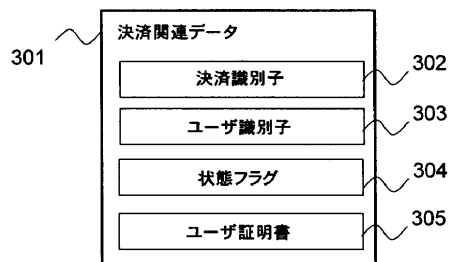 301
決済関連データ
決済識別子
302
ユーザ識別子
303
状態フラグ
304
ユーザ証明書
305